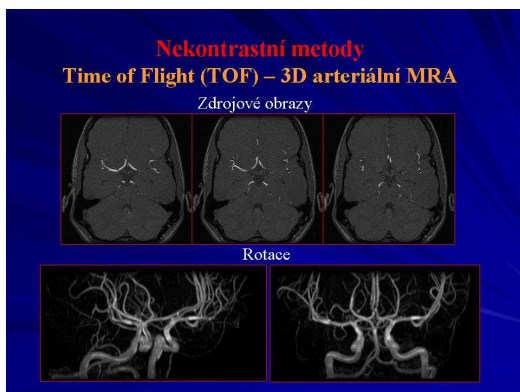 Nekontrastní metody
Time of Flight (TOF) – 3D arteriální MRA
Zdrojové obrazy
Rotace